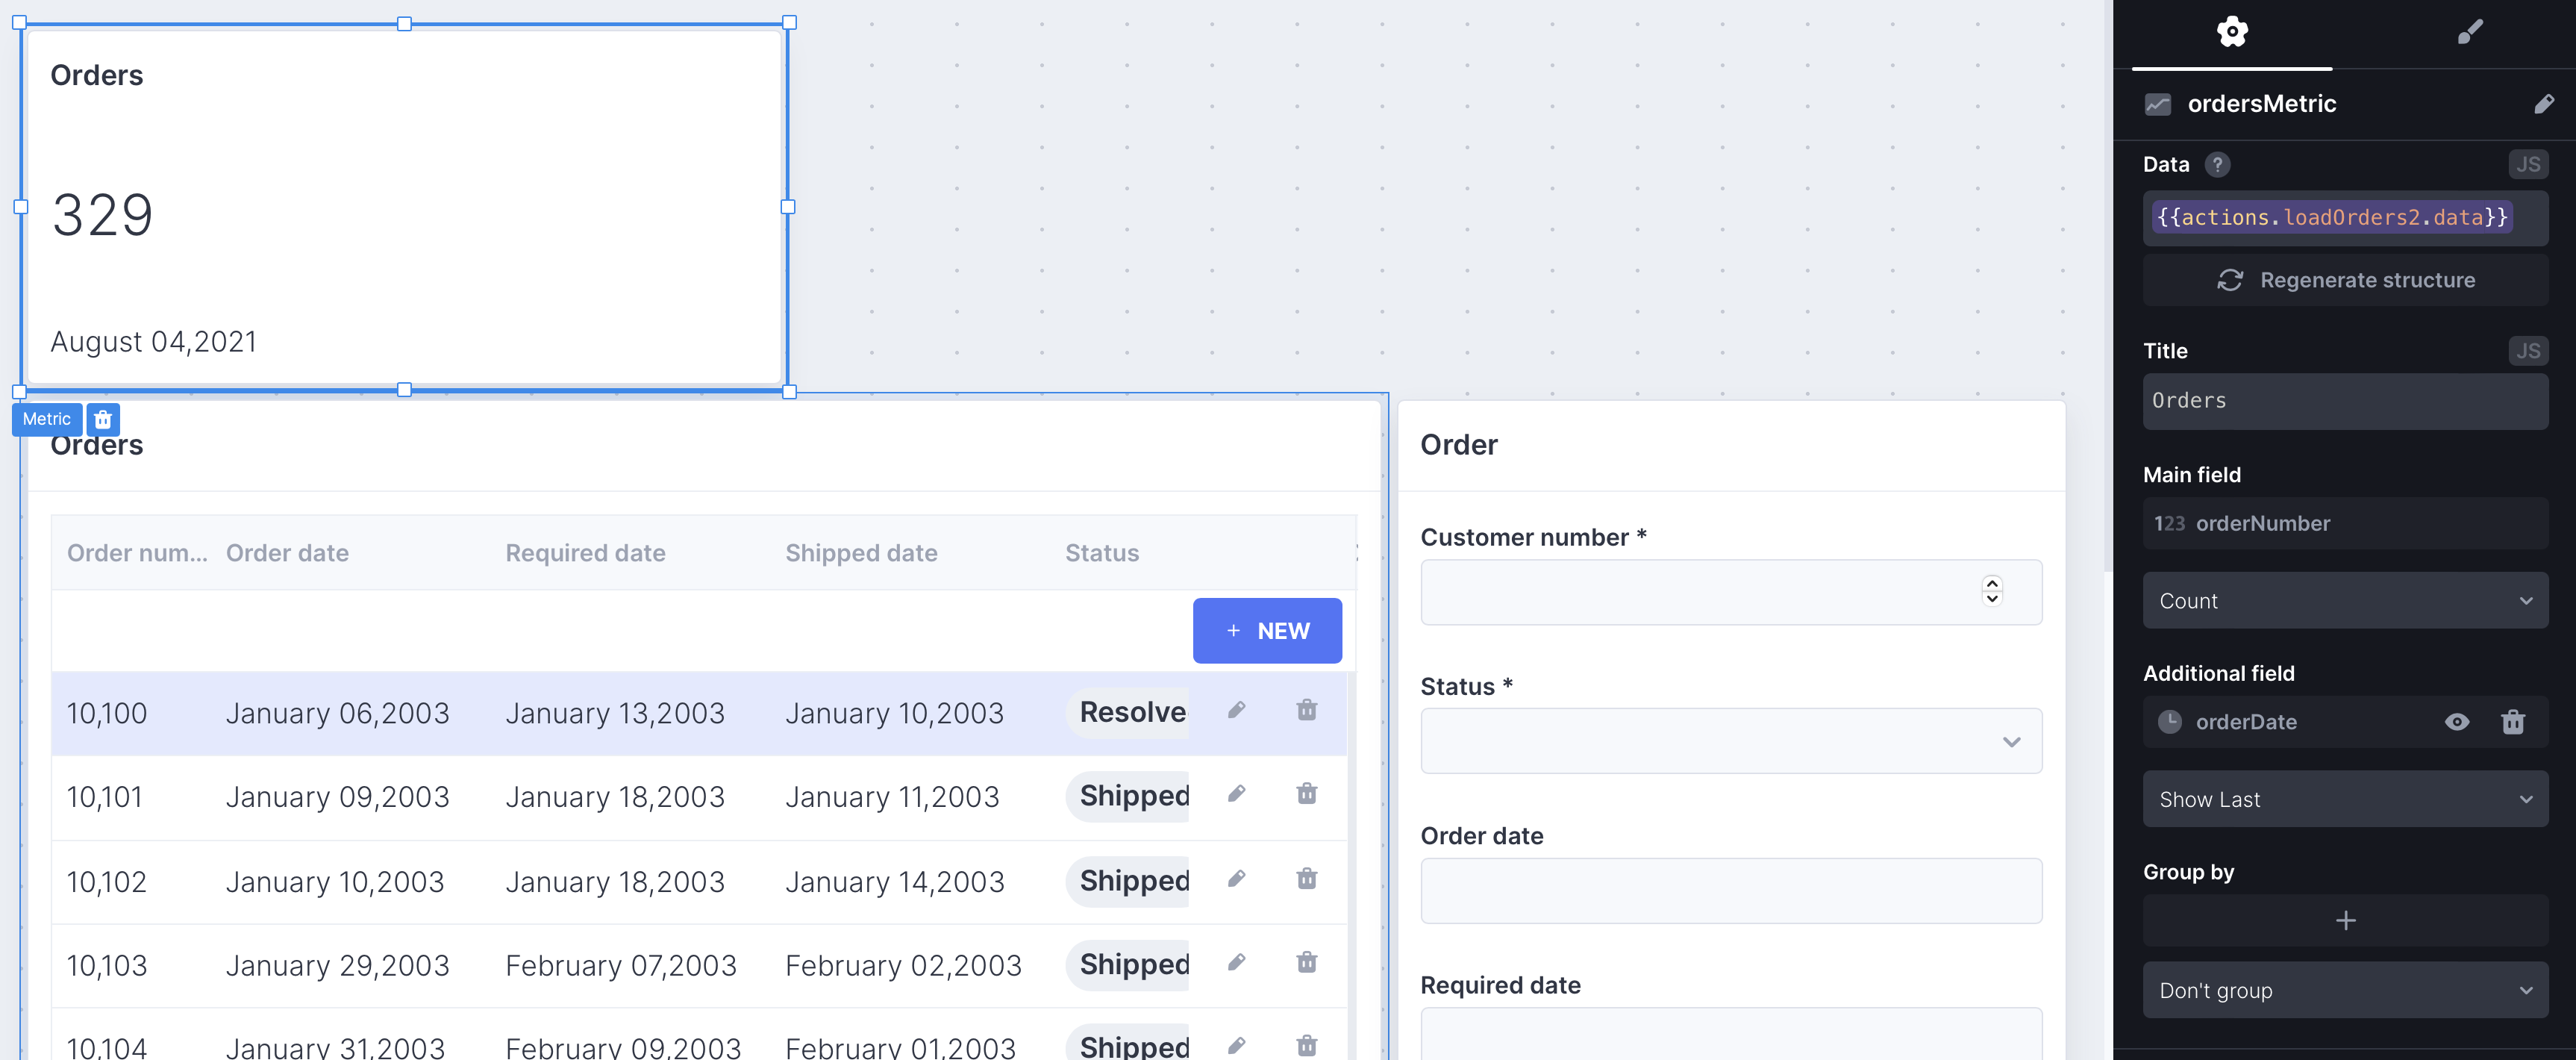 Orders
329
August 04,2021
Metric
Orders
Order num... Order date Required date Shipped date Status
+ NEW
10,100 January 06,2003 January 13,2003 January 10,2003 Resolve
10,101 January 09,2003 January 18,2003 January 11,2003 Shipped
10,102 January 10,2003 January 18,2003 January 14,2003 Shipped
10,103 January 29,2003 February 07,2003 February 02,2003 Shipped
10,104 January 31,2003 February 09,2003 February 01,2003 Shipped
Order
Customer number *
Status *
Order date
Required date
ordersMetric
Data ? JS
{{actions.loadOrders2.data}}
Regenerate structure
Title JS
Orders
Main field
123 orderNumber
Count
Additional field
orderDate
Show Last
Group by
+
Don't group